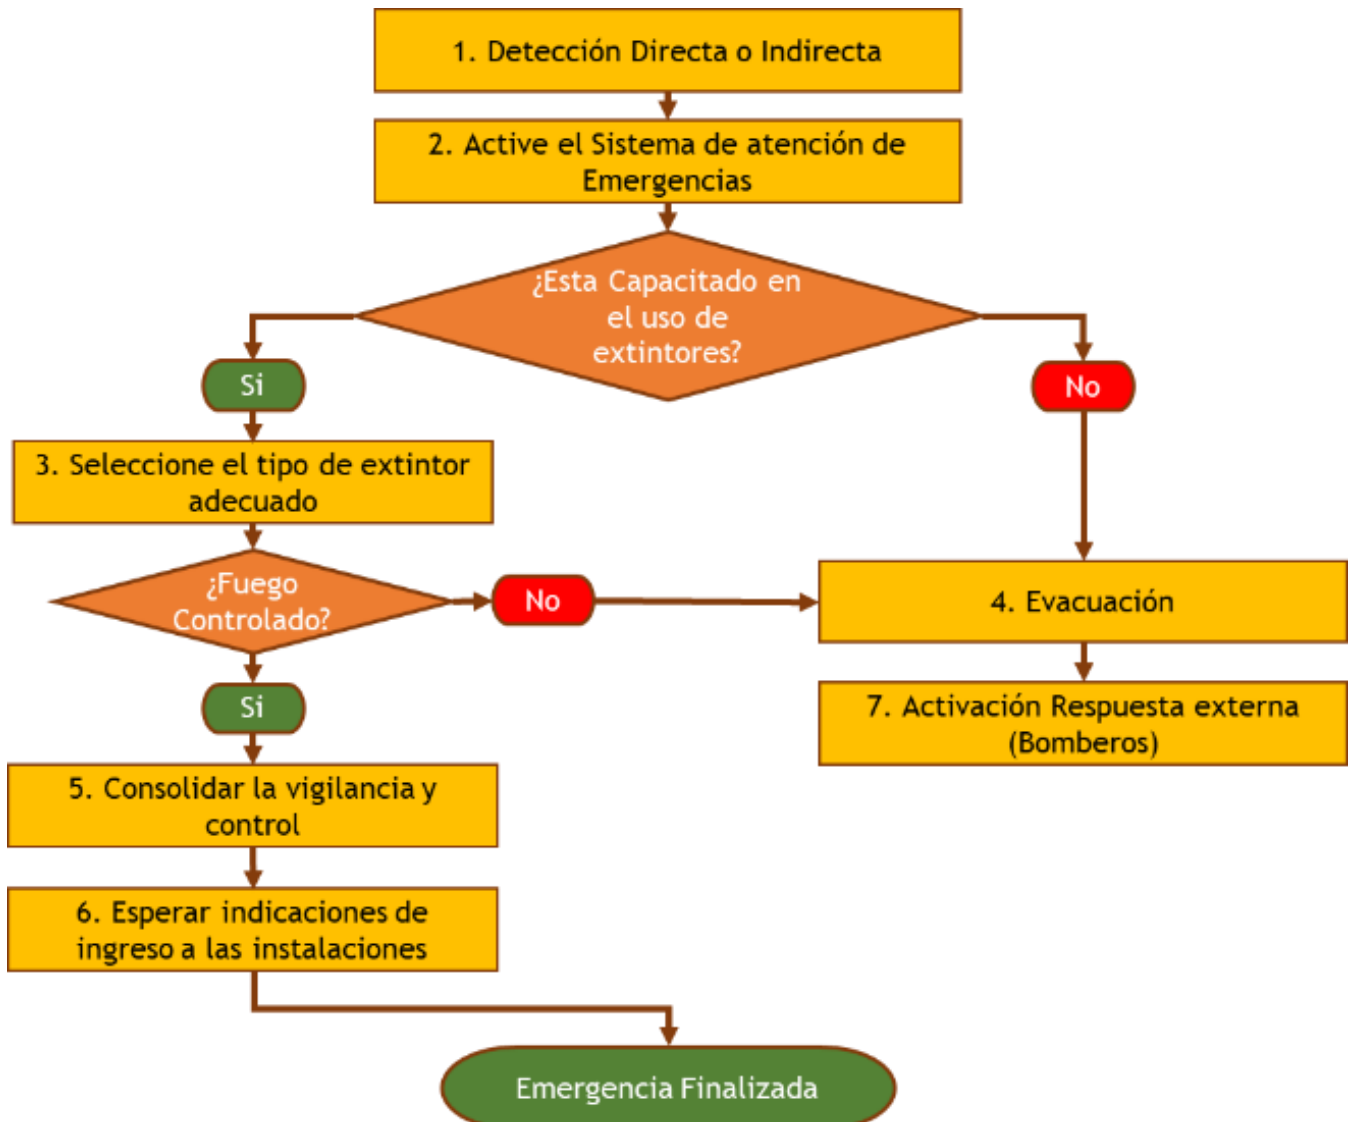 1. Detección Directa o Indirecta
2. Active el Sistema de atención de
Emergencias
¿Esta Capacitado en
el uso de
extintores?
Si
No
3. Seleccione el tipo de extintor
adecuado
¿Fuego
Controlado?
No
4. Evacuación
Si
7. Activación Respuesta externa
(Bomberos)
5. Consolidar la vigilancia y
control
6. Esperar indicaciones de
ingreso a las instalaciones
Emergencia Finalizada